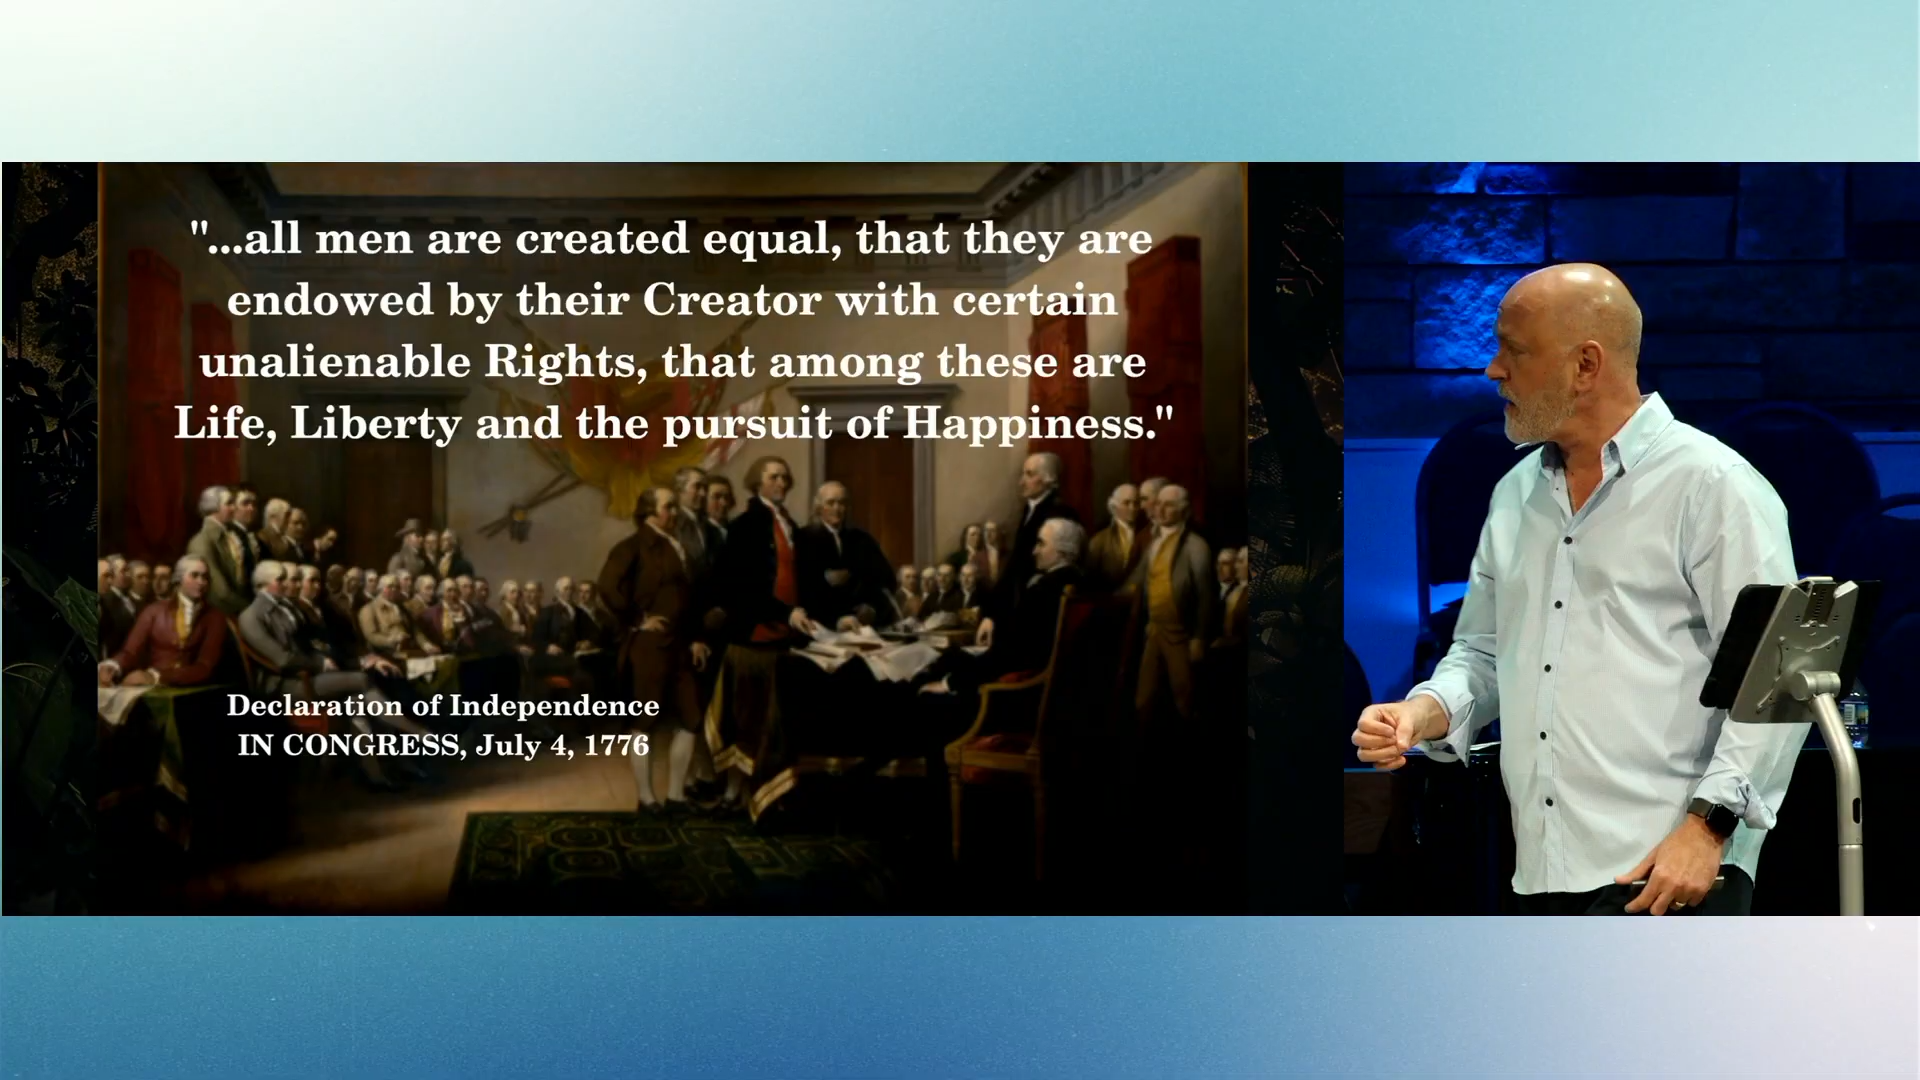 "...all men are created equal, that they are
endowed by their Creator with certain
unalienable Rights, that among these are
Life, Liberty and the pursuit of Happiness."
Declaration of Independence
IN CONGRESS, July 4, 1776